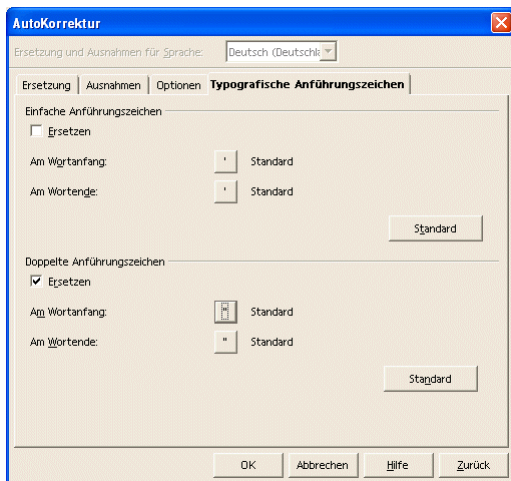 AutoKorrektur
Ersetzung und Ausnahmen für Sprache: Deutsch (Deutschl
Ersetzung Ausnahmen Optionen Typografische Anführungszeichen
Einfache Anführungszeichen
Ersetzen
Am Wortanfang: ' Standard
Am Wortende: ' Standard
Standard
Doppelte Anführungszeichen
Ersetzen
Am Wortanfang: " Standard
Am Wortende: " Standard
Standard
OK Abbrechen Hilfe Zurück